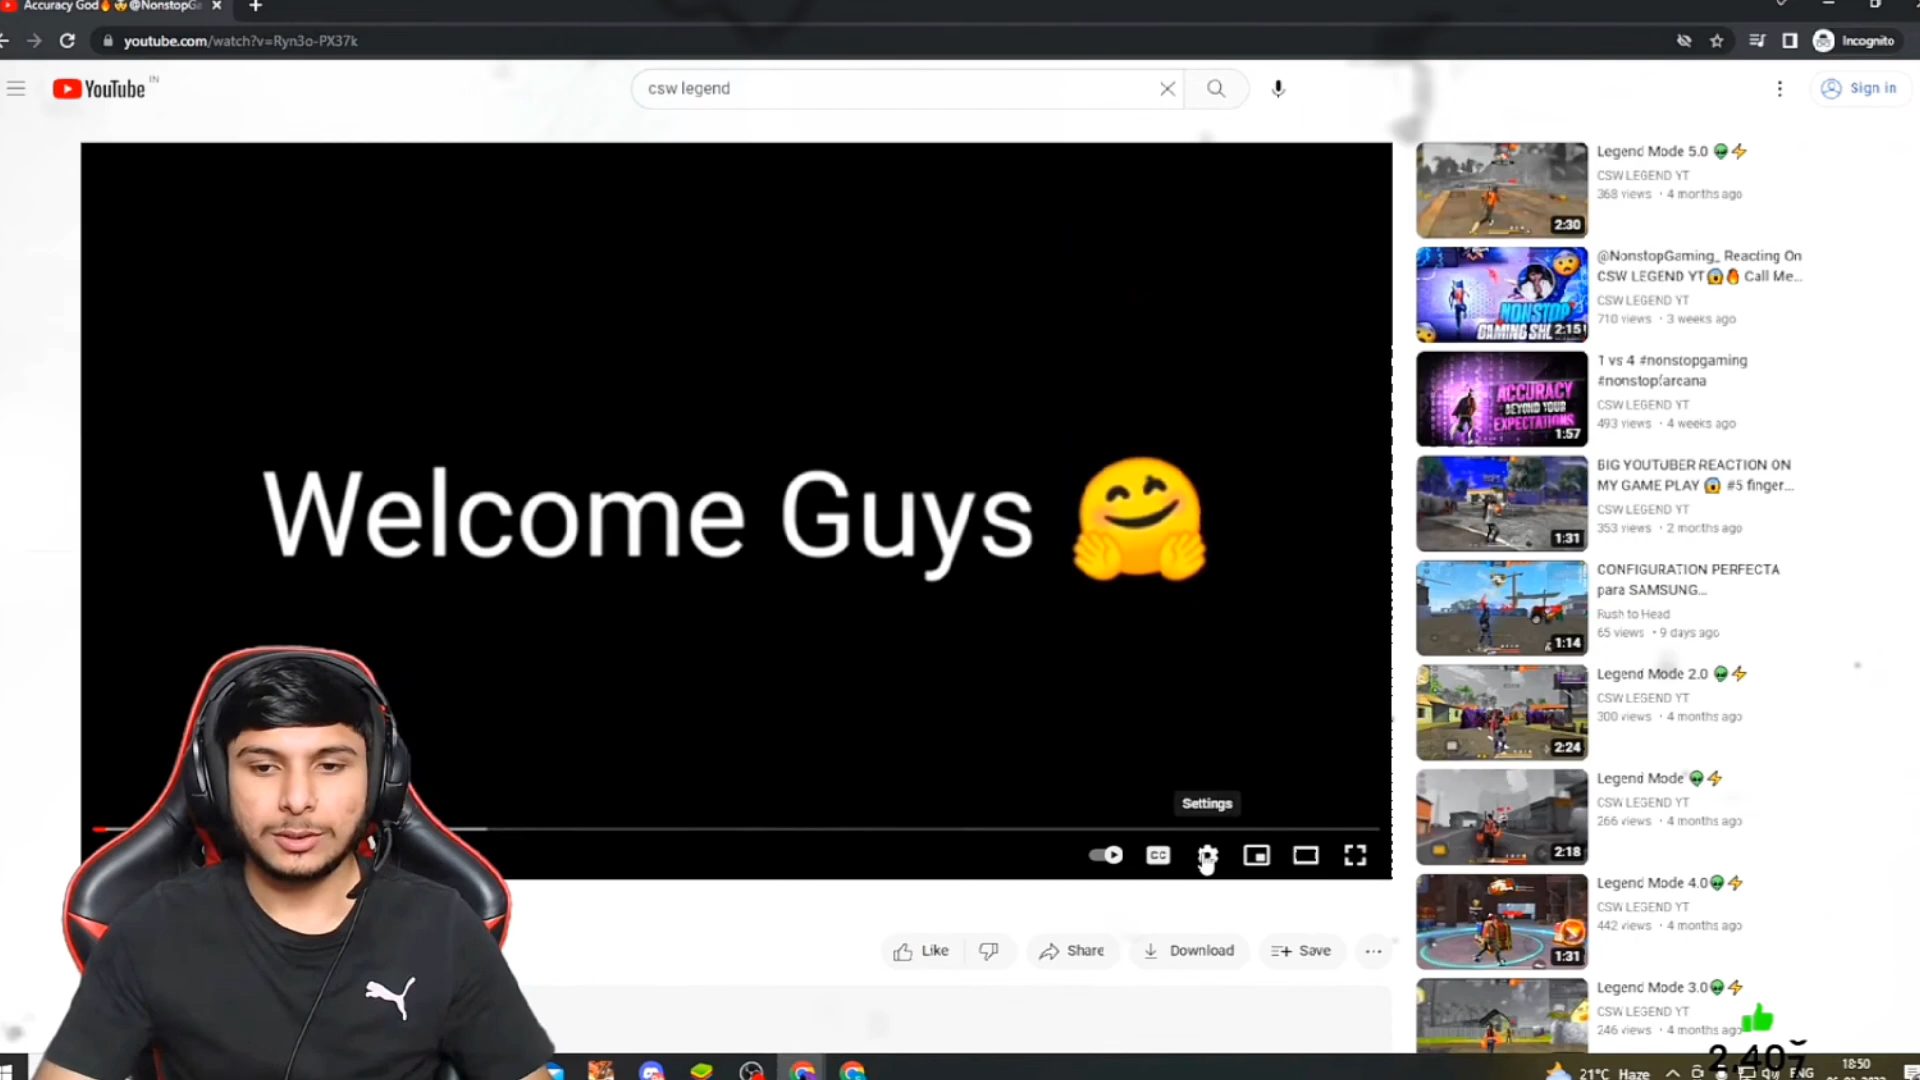 Accuracy God🔥 @NonstopGa
youtube.com/watch?v=Ryn3o-PX37k
Incognito
YouTube IN
csw legend
Sign in
Welcome Guys 🤗
Settings
CC
Like
Share
Download
Save
Legend Mode 5.0 👽⚡
CSW LEGEND YT
368 views • 4 months ago
2:30
@NonstopGaming_ Reacting On
CSW LEGEND YT😱🔥 Call Me...
CSW LEGEND YT
710 views • 3 weeks ago
NONSTOP
GAMING SH
2:15
1 vs 4 #nonstopgaming
#nonstopfarcana
CSW LEGEND YT
493 views • 4 weeks ago
ACCURACY
BEYOND YOUR
EXPECTATIONS
1:57
BIG YOUTUBER REACTION ON
MY GAME PLAY 😱 #5 finger...
CSW LEGEND YT
353 views • 2 months ago
1:31
CONFIGURATION PERFECTA
para SAMSUNG...
Rush to Head
65 views • 9 days ago
1:14
Legend Mode 2.0 👽⚡
CSW LEGEND YT
300 views • 4 months ago
2:24
Legend Mode 👽⚡
CSW LEGEND YT
266 views • 4 months ago
2:18
Legend Mode 4.0👽⚡
CSW LEGEND YT
442 views • 4 months ago
1:31
Legend Mode 3.0👽⚡
CSW LEGEND YT
246 views • 4 months ago
21°C Haze
ENG
18:50